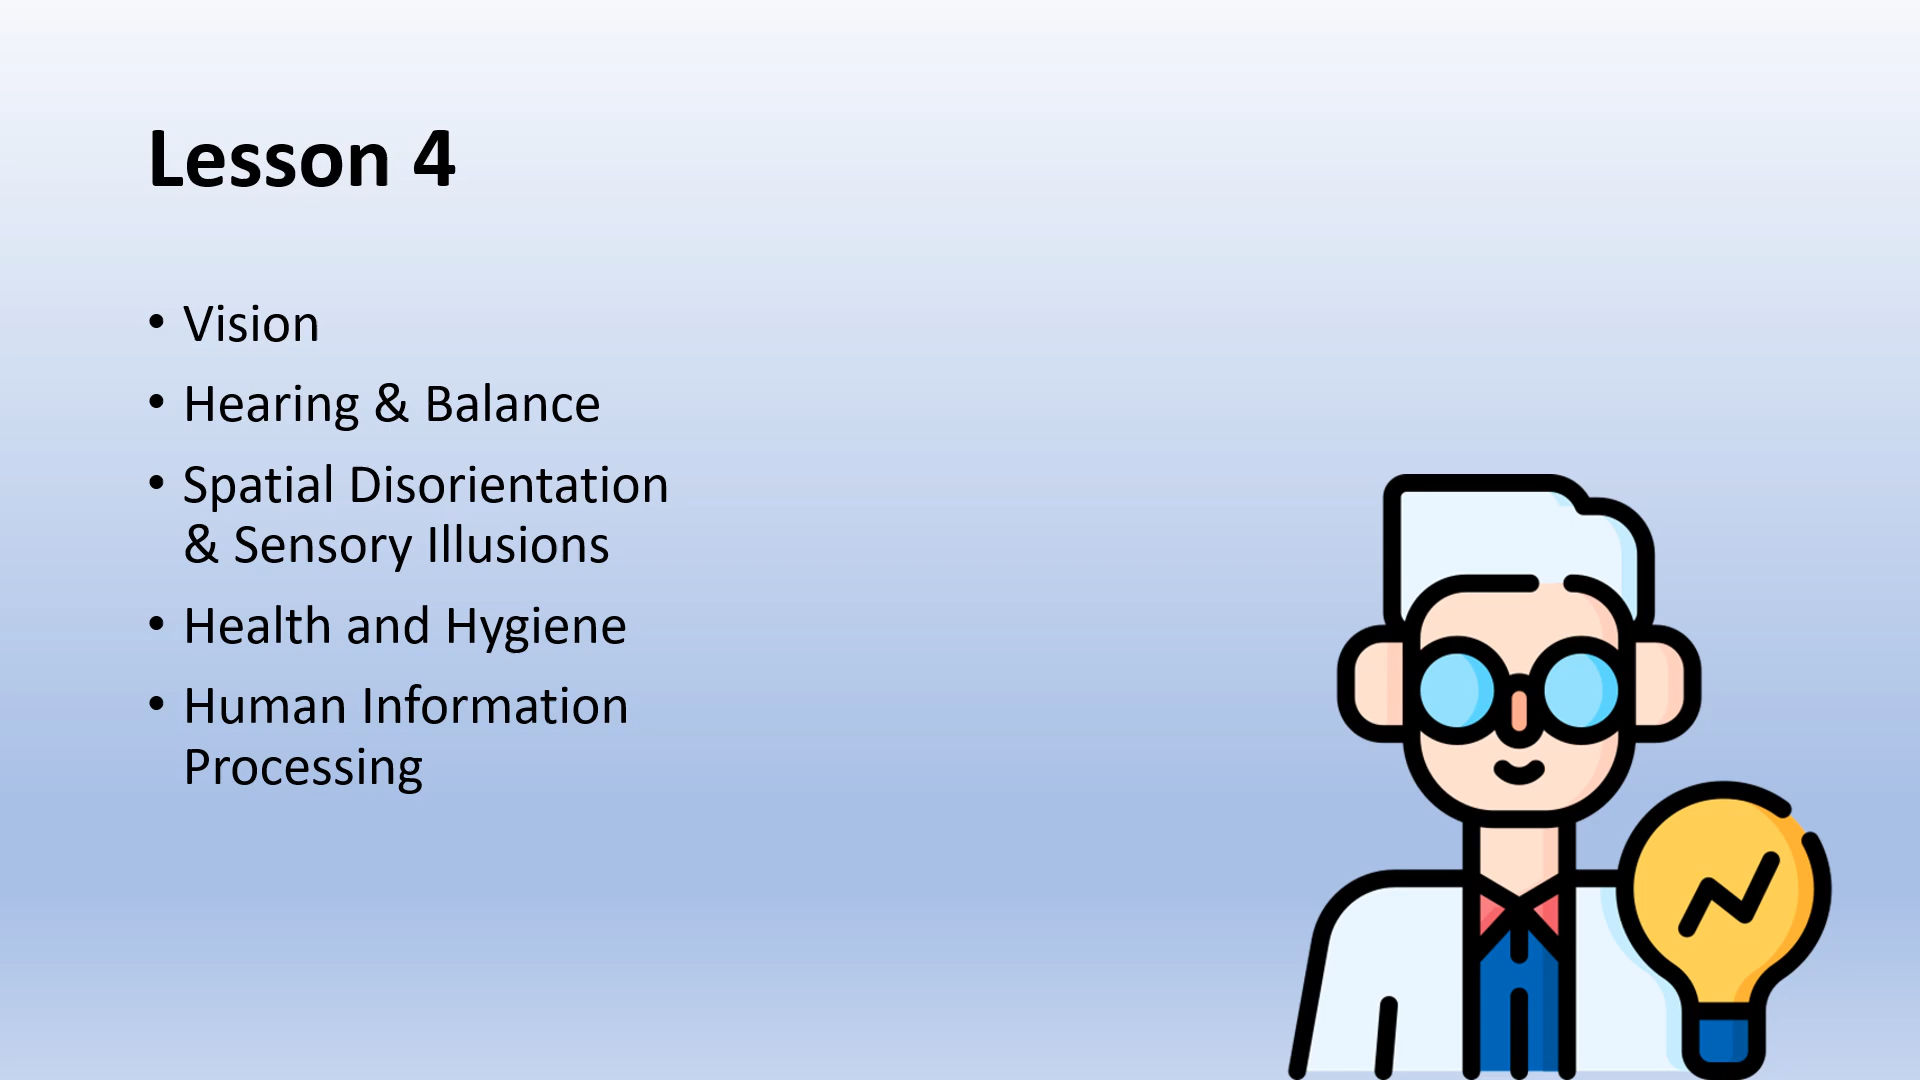 Lesson 4
• Vision
• Hearing & Balance
• Spatial Disorientation
& Sensory Illusions
• Health and Hygiene
• Human Information
Processing